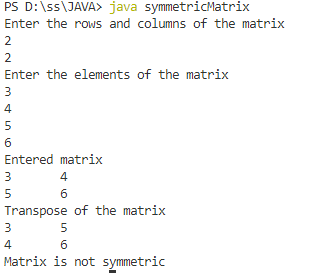 PS D:\ss\JAVA> java symmetricMatrix
Enter the rows and columns of the matrix
2
2
Enter the elements of the matrix
3
4
5
6
Entered matrix
3 4
5 6
Transpose of the matrix
3 5
4 6
Matrix is not symmetric